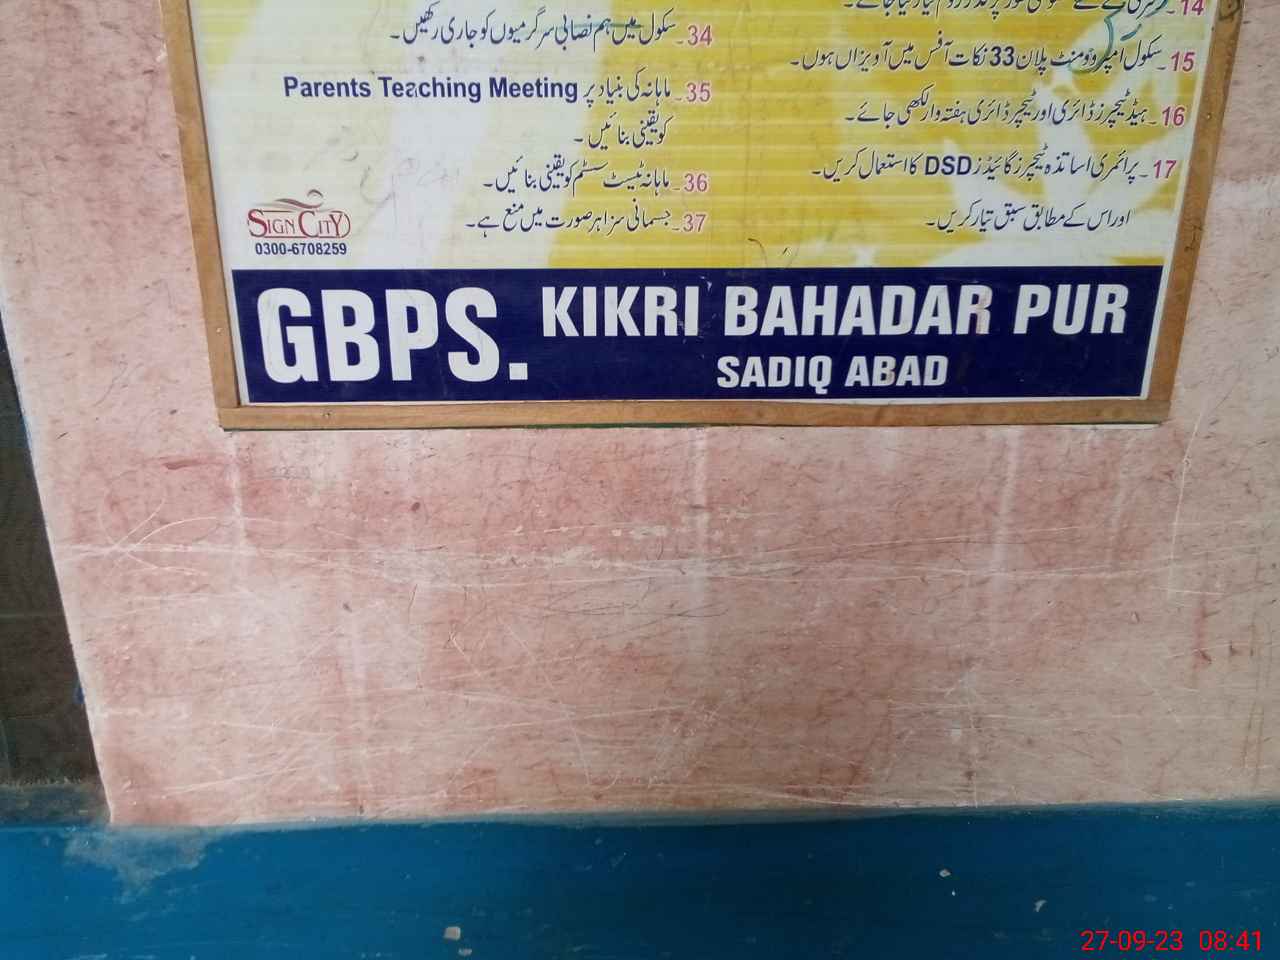 14۔
15۔ سکول امپروومنٹ پلان 33 نکات آفس میں آویزاں ہوں۔
16۔ ہیڈ ٹیچرز ڈائری اور ٹیچر ڈائری ہفتہ وار لکھی جائے۔
17۔ پرائمری اساتذہ ٹیچرز گائیڈز DSD کا استعمال کریں۔
اور اس کے مطابق سبق تیار کریں۔
34۔ سکول میں ہم نصابی سرگرمیوں کو جاری رکھیں۔
35۔ ماہانہ کی بنیاد پر Parents Teaching Meeting
کو یقینی بنائیں۔
36۔ ماہانہ ٹیسٹ سسٹم کو یقینی بنائیں۔
37۔ جسمانی سزا ہر صورت میں منع ہے۔
SIGN CITY
0300-6708259
GBPS. KIKRI BAHADAR PUR
SADIQ ABAD
27-09-23 08:41